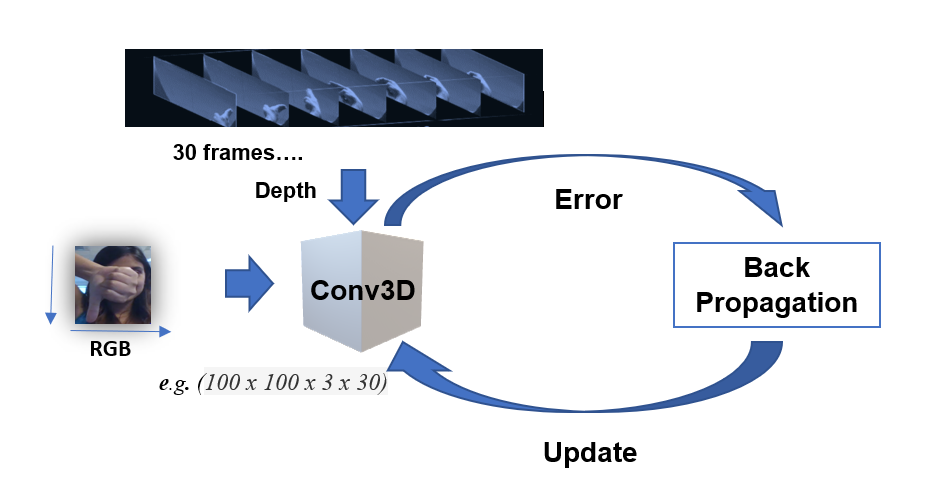 30 frames….
Depth
Error
Back
Propagation
Conv3D
RGB
e.g. (100 x 100 x 3 x 30)
Update